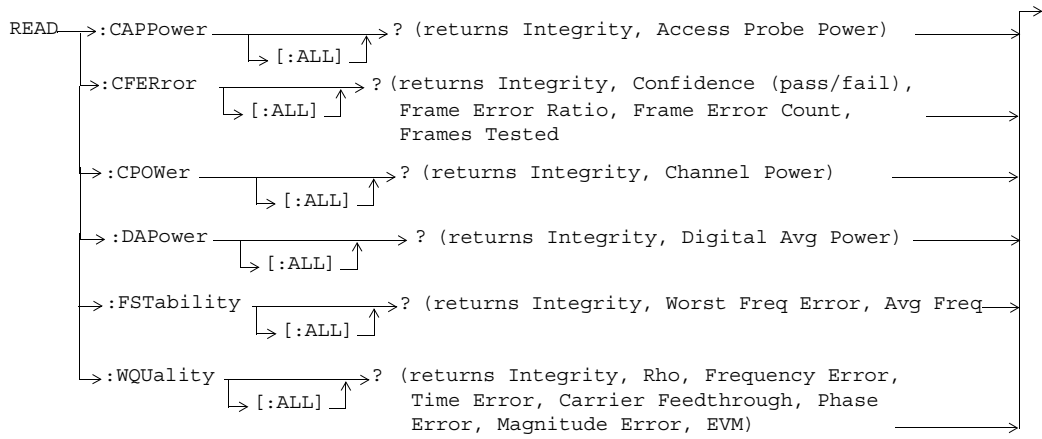 READ :CAPPower [:ALL] ? (returns Integrity, Access Probe Power)
:CFERror [:ALL] ? (returns Integrity, Confidence (pass/fail),
Frame Error Ratio, Frame Error Count,
Frames Tested
:CPOWer [:ALL] ? (returns Integrity, Channel Power)
:DAPower [:ALL] ? (returns Integrity, Digital Avg Power)
:FSTability [:ALL] ? (returns Integrity, Worst Freq Error, Avg Freq
:WQUality [:ALL] ? (returns Integrity, Rho, Frequency Error,
Time Error, Carrier Feedthrough, Phase
Error, Magnitude Error, EVM)